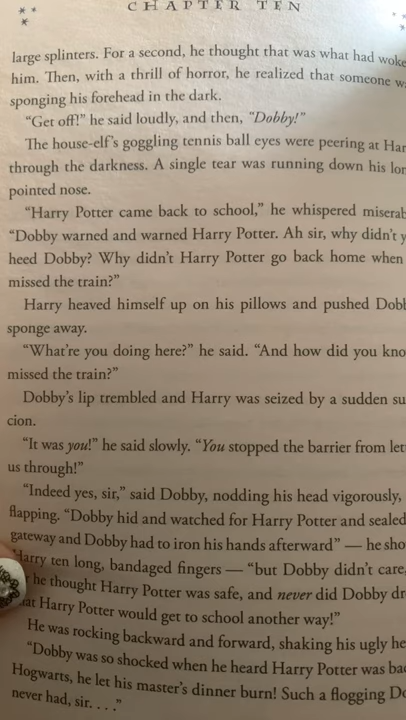 CHAPTER TEN
large splinters. For a second, he thought that was what had woke
him. Then, with a thrill of horror, he realized that someone w
sponging his forehead in the dark.
"Get off!" he said loudly, and then, "Dobby!"
The house-elf's goggling tennis ball eyes were peering at Har
through the darkness. A single tear was running down his lon
pointed nose.
"Harry Potter came back to school," he whispered miserab
"Dobby warned and warned Harry Potter. Ah sir, why didn't y
heed Dobby? Why didn't Harry Potter go back home when
missed the train?"
Harry heaved himself up on his pillows and pushed Dobb
sponge away.
"What're you doing here?" he said. "And how did you kno
missed the train?"
Dobby's lip trembled and Harry was seized by a sudden su
cion.
"It was you!" he said slowly. "You stopped the barrier from let
us through!"
"Indeed yes, sir," said Dobby, nodding his head vigorously,
flapping. "Dobby hid and watched for Harry Potter and sealed
gateway and Dobby had to iron his hands afterward" — he sho
Harry ten long, bandaged fingers — "but Dobby didn't care,
he thought Harry Potter was safe, and never did Dobby dr
at Harry Potter would get to school another way!"
He was rocking backward and forward, shaking his ugly he
"Dobby was so shocked when he heard Harry Potter was bac
Hogwarts, he let his master's dinner burn! Such a flogging Do
never had, sir. . . ."